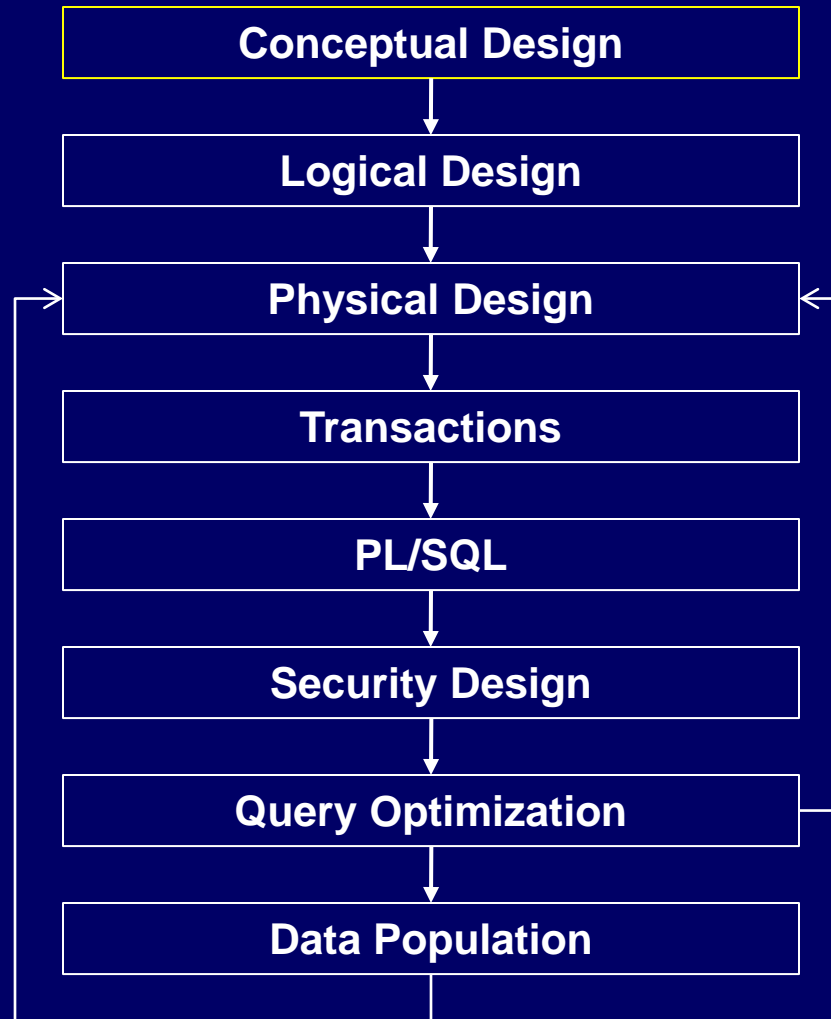 Conceptual Design
Logical Design
Physical Design
Transactions
PL/SQL
Security Design
Query Optimization
Data Population